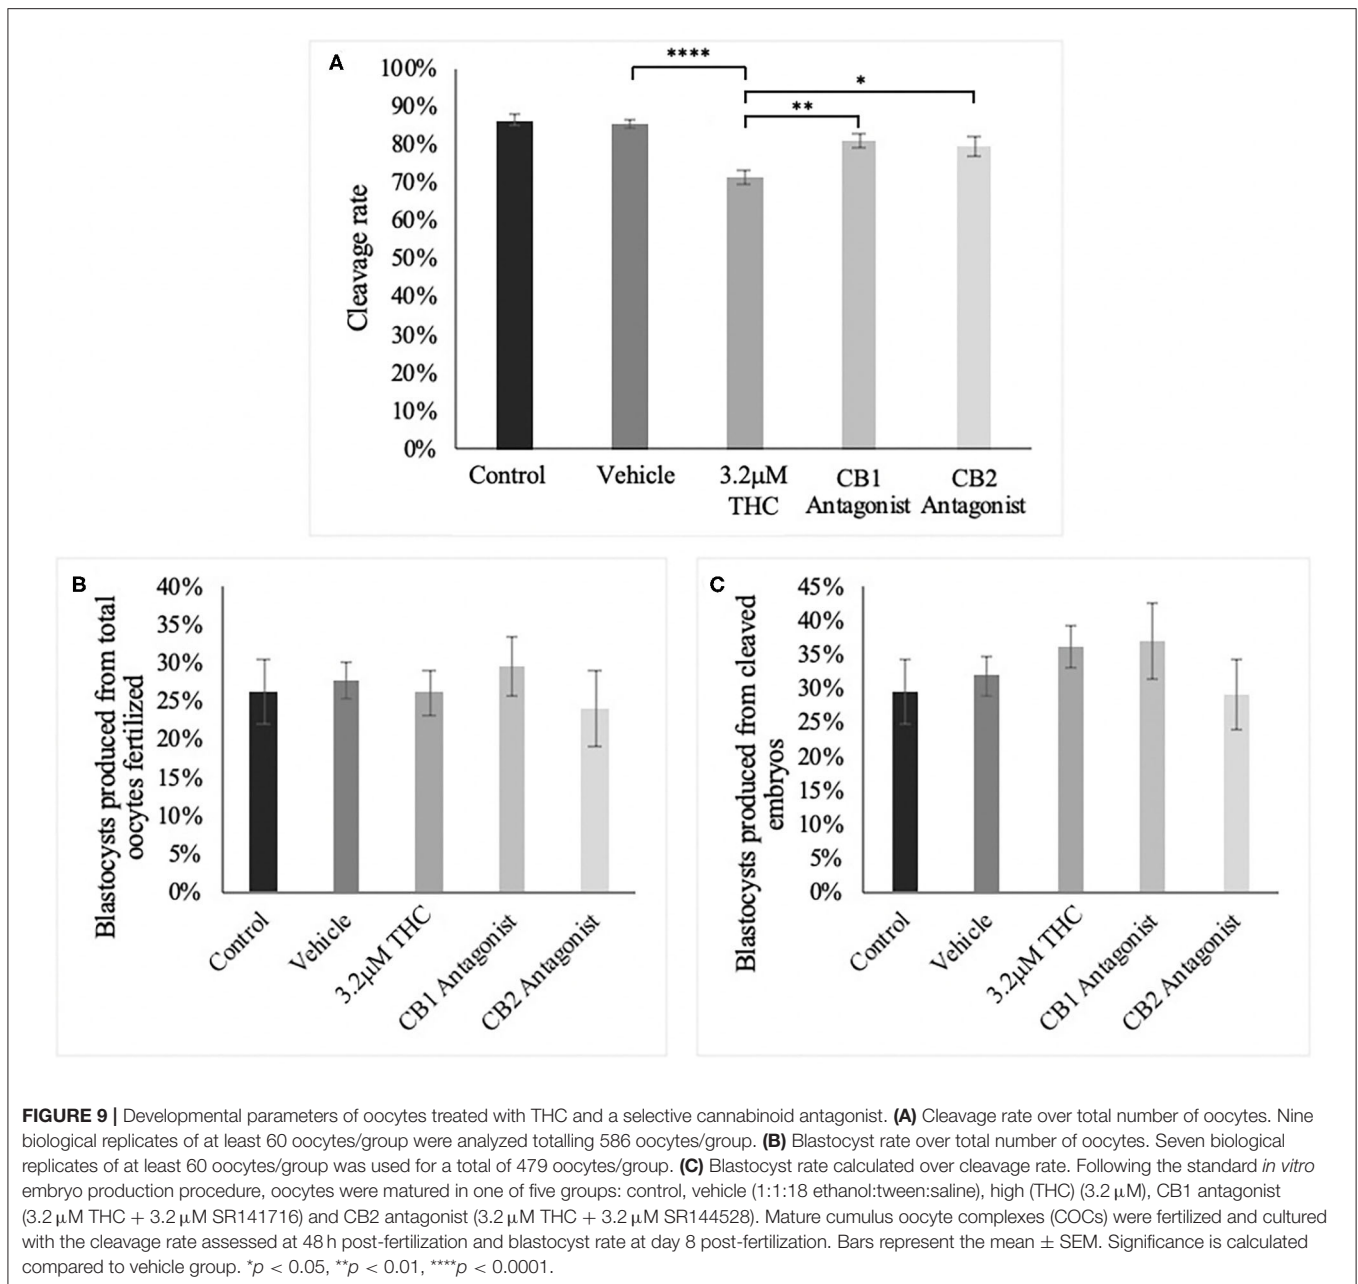 A
****
*
**
100%
90%
80%
70%
60%
50%
40%
30%
20%
10%
0%
Cleavage rate
Control
Vehicle
3.2μM
THC
CB1
Antagonist
CB2
Antagonist
B
40%
35%
30%
25%
20%
15%
10%
5%
0%
Blastocysts produced from total
oocytes fertilized
Control
Vehicle
3.2μM THC
CB1 Antagonist
CB2 Antagonist
C
45%
40%
35%
30%
25%
20%
15%
10%
5%
0%
Blastocysts produced from cleaved
embryos
Control
Vehicle
3.2μM THC
CB1 Antagonist
CB2 Antagonist
FIGURE 9 | Developmental parameters of oocytes treated with THC and a selective cannabinoid antagonist. (A) Cleavage rate over total number of oocytes. Nine
biological replicates of at least 60 oocytes/group were analyzed totalling 586 oocytes/group. (B) Blastocyst rate over total number of oocytes. Seven biological
replicates of at least 60 oocytes/group was used for a total of 479 oocytes/group. (C) Blastocyst rate calculated over cleavage rate. Following the standard in vitro
embryo production procedure, oocytes were matured in one of five groups: control, vehicle (1:1:18 ethanol:tween:saline), high (THC) (3.2 μM), CB1 antagonist
(3.2 μM THC + 3.2 μM SR141716) and CB2 antagonist (3.2 μM THC + 3.2 μM SR144528). Mature cumulus oocyte complexes (COCs) were fertilized and cultured
with the cleavage rate assessed at 48 h post-fertilization and blastocyst rate at day 8 post-fertilization. Bars represent the mean ± SEM. Significance is calculated
compared to vehicle group. *p < 0.05, **p < 0.01, ****p < 0.0001.